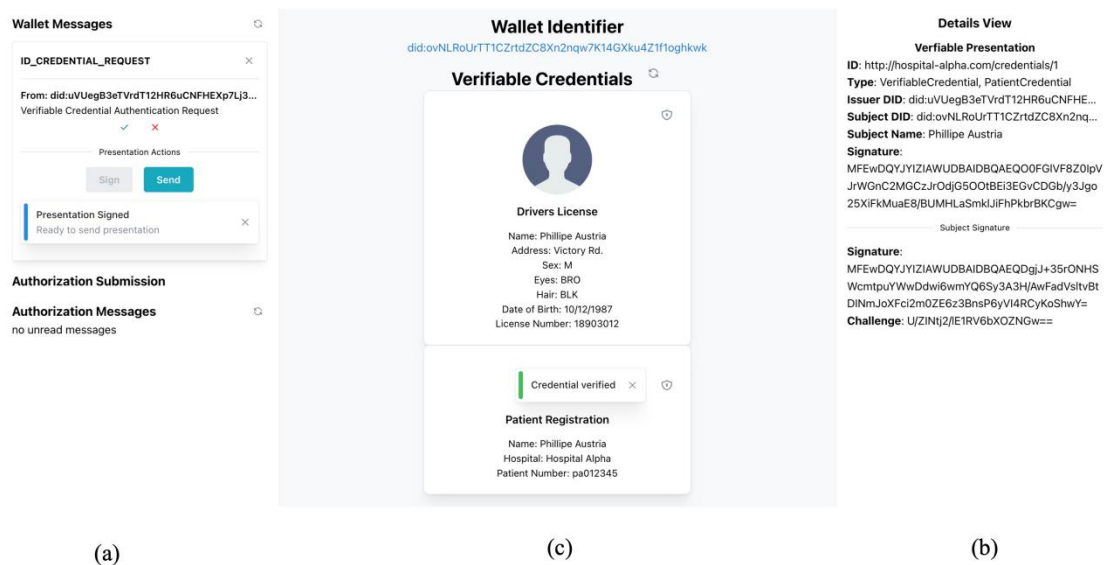 Wallet Messages
ID_CREDENTIAL_REQUEST
From: did:uVUegB3eTVrdT12HR6uCNFHEXp7Lj3...
Verifiable Credential Authentication Request
Presentation Actions
Sign
Send
Presentation Signed
Ready to send presentation
Authorization Submission
Authorization Messages
no unread messages
(a)
Wallet Identifier
did:ovNLRoUrTT1CZrtdZC8Xn2nqw7K14GXku4Z1f1oghkwk
Verifiable Credentials
Drivers License
Name: Phillipe Austria
Address: Victory Rd.
Sex: M
Eyes: BRO
Hair: BLK
Date of Birth: 10/12/1987
License Number: 18903012
Credential verified
Patient Registration
Name: Phillipe Austria
Hospital: Hospital Alpha
Patient Number: pa012345
(c)
Details View
Verfiable Presentation
ID: http://hospital-alpha.com/credentials/1
Type: VerifiableCredential, PatientCredential
Issuer DID: did:uVUegB3eTVrdT12HR6uCNFHE...
Subject DID: did:ovNLRoUrTT1CZrtdZC8Xn2nq...
Subject Name: Phillipe Austria
Signature:
MFEwDQYJYIZIAWUDBAIDBQAEQO0FGIVF8Z0IpV
JrWGnC2MGCzJrOdjG5OOtBEi3EGvCDGb/y3Jgo
25XiFkMuaE8/BUMHLaSmklJiFhPkbrBKCgw=
Subject Signature
Signature:
MFEwDQYJYIZIAWUDBAIDBQAEQDgjJ+35rONHS
WcmtpuYWwDdwi6wmYQ6Sy3A3H/AwFadVsltvBt
DlNmJoXFci2m0ZE6z3BnsP6yVI4RCyKoShwY=
Challenge: U/ZINtj2/lE1RV6bXOZNGw==
(b)